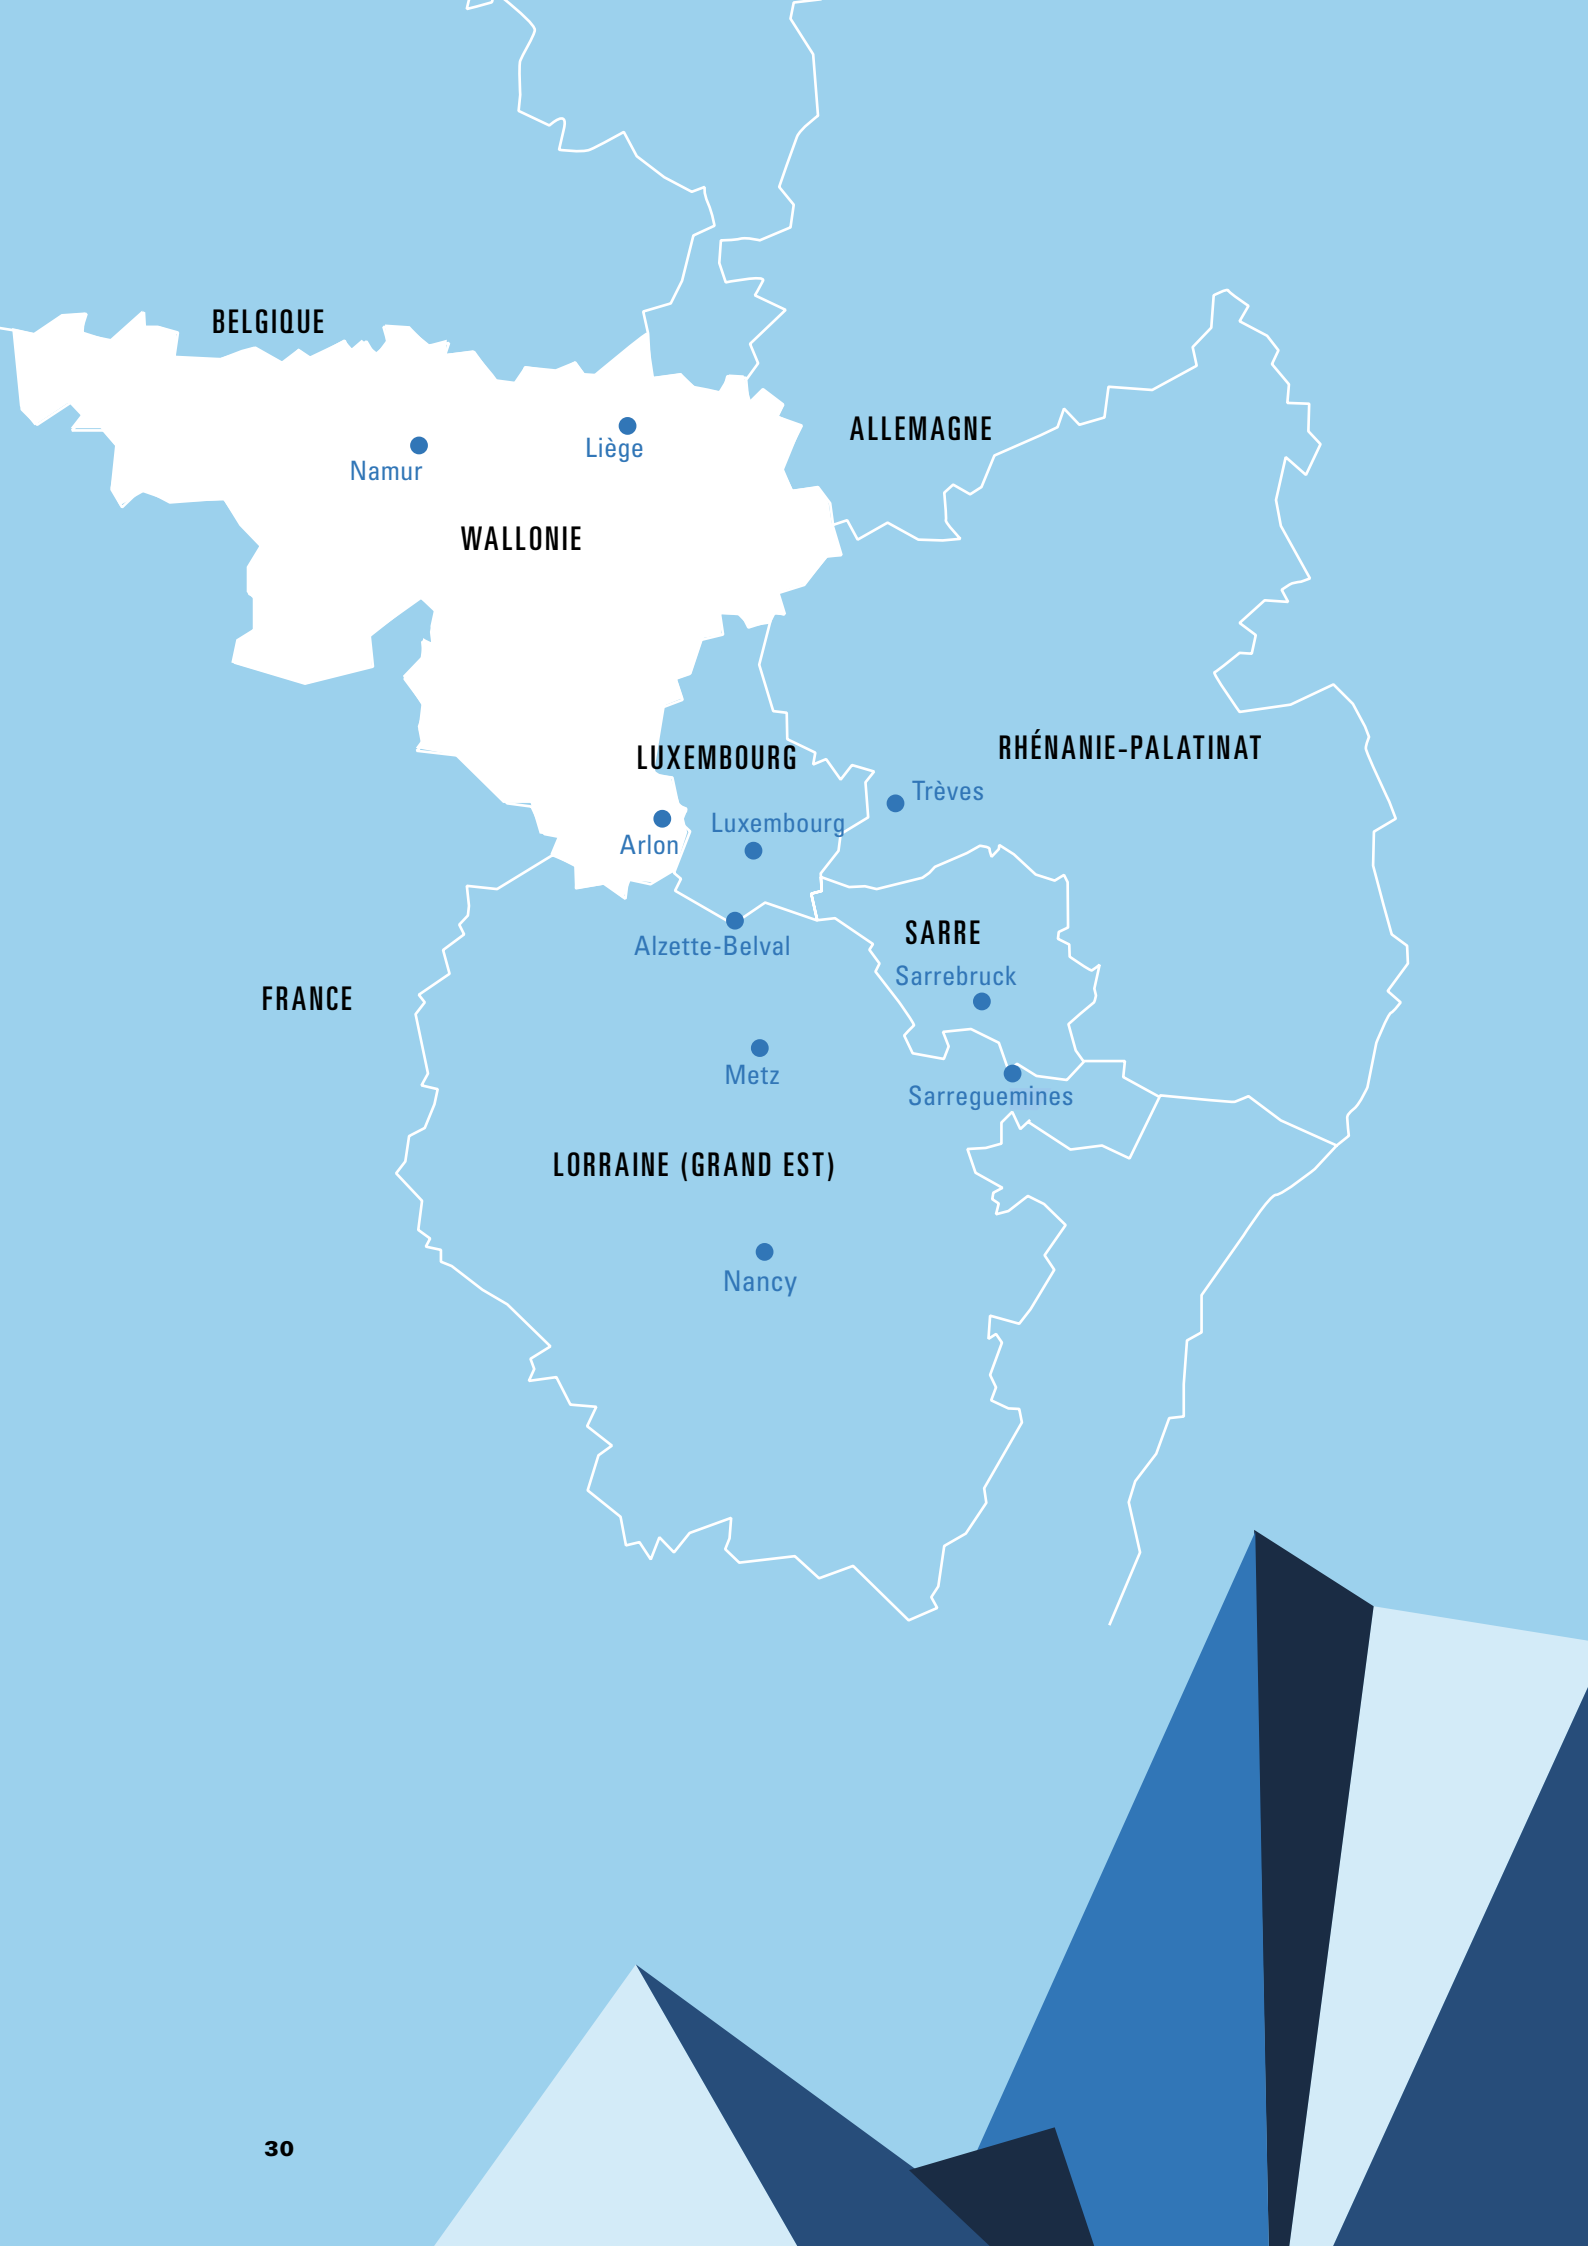 BELGIQUE
ALLEMAGNE
Liège
Namur
WALLONIE
RHÉNANIE-PALATINAT
LUXEMBOURG
Trèves
Luxembourg
Arlon
SARRE
Alzette-Belval
Sarrebruck
FRANCE
Metz
Sarreguemines
LORRAINE (GRAND EST)
Nancy
30